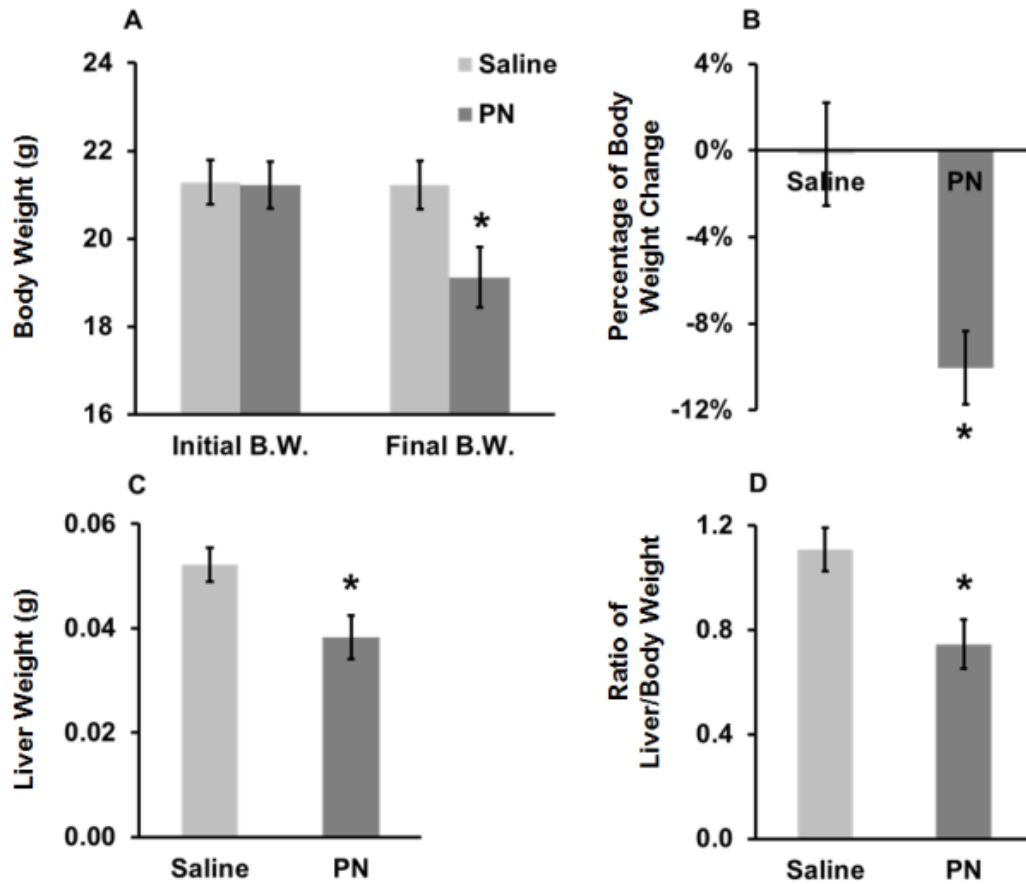 A
24
22
20
18
16
Body Weight (g)
Saline
PN
*
Initial B.W.
Final B.W.
B
4%
0%
-4%
-8%
-12%
Percentage of Body
Weight Change
Saline
PN
*
C
0.06
0.04
0.02
0.00
Liver Weight (g)
*
Saline
PN
D
1.2
0.8
0.4
0.0
Ratio of
Liver/Body Weight
*
Saline
PN